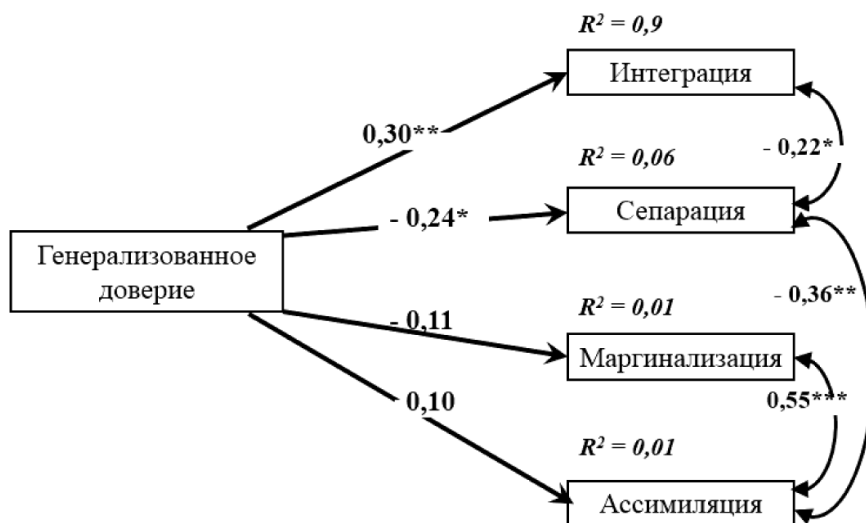 R² = 0,9
Интеграция
0,30**
- 0,22*
R² = 0,06
- 0,24*
Сепарация
Генерализованное
доверие
- 0,36**
R² = 0,01
- 0,11
Маргинализация
0,10
0,55***
R² = 0,01
Ассимиляция